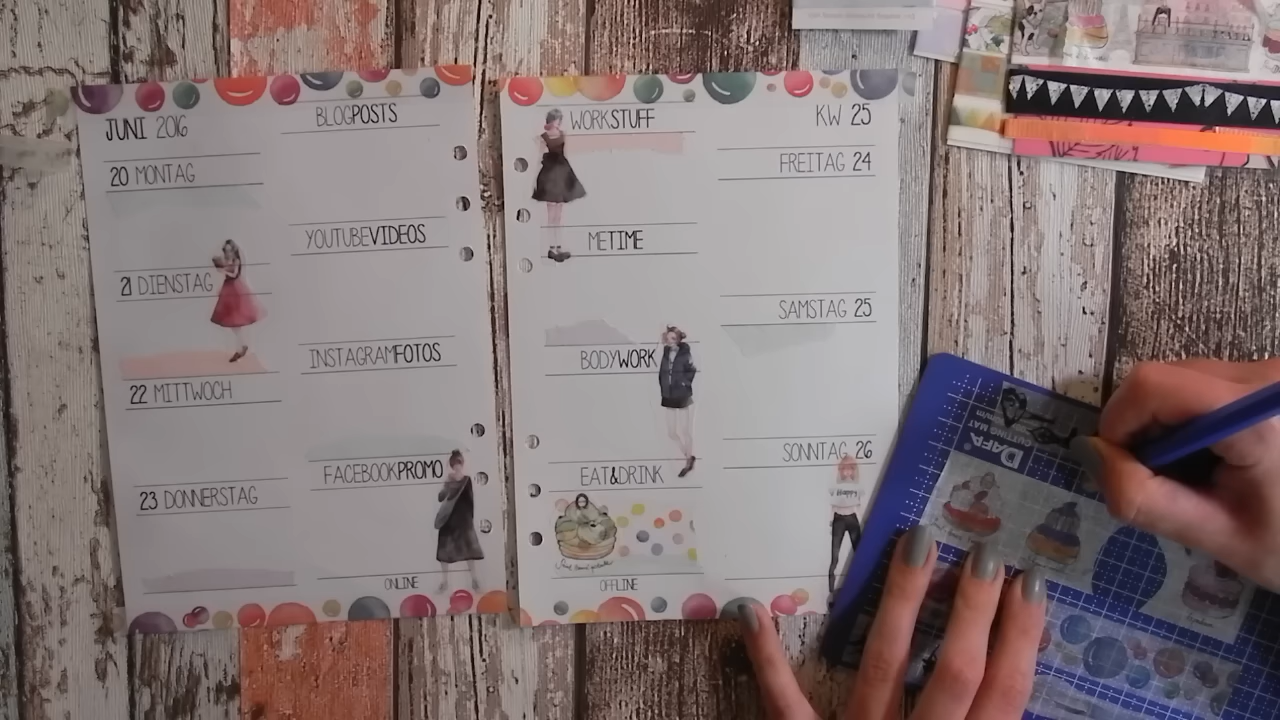 JUNI 2016
20 MONTAG
21 DIENSTAG
22 MITTWOCH
23 DONNERSTAG
BLOGPOSTS
YOUTUBEVIDEOS
INSTAGRAMFOTOS
FACEBOOKPROMO
ONLINE
WORKSTUFF
METIME
BODYWORK
EAT&DRINK
OFFLINE
KW 25
FREITAG 24
SAMSTAG 25
SONNTAG 26
DAFA
CUTTING MAT